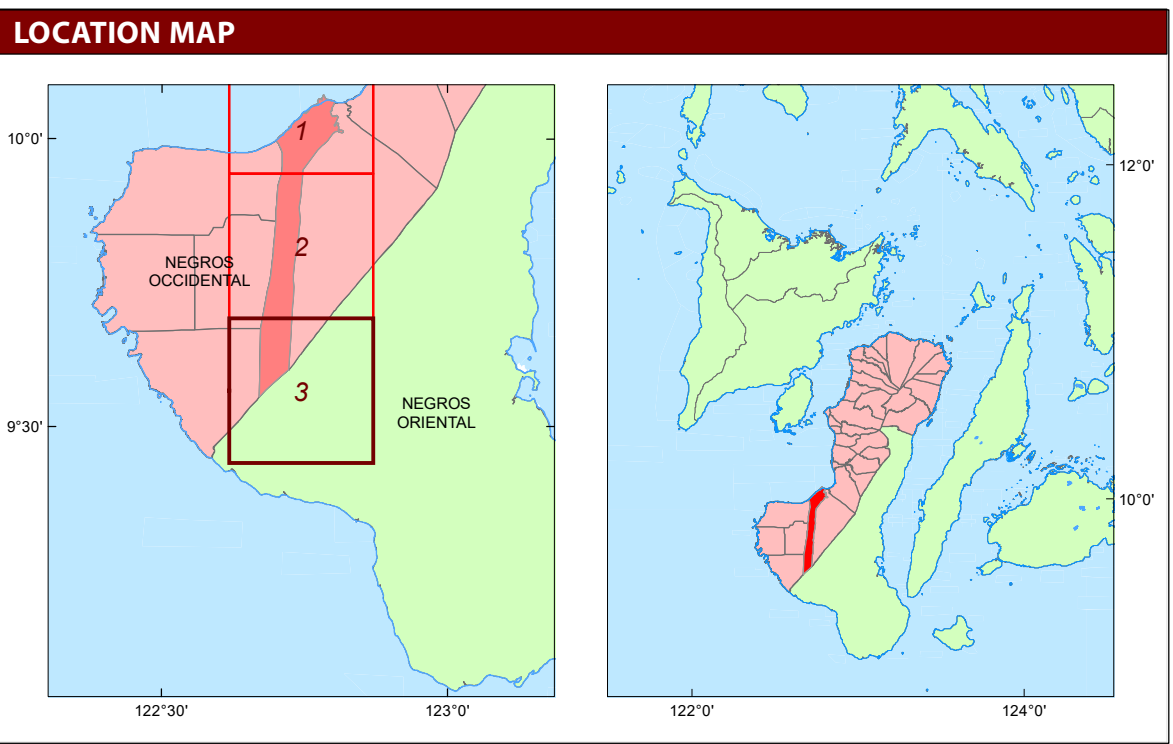 LOCATION MAP
10°0'
9°30'
122°30'
123°0'
1
2
3
NEGROS
OCCIDENTAL
NEGROS
ORIENTAL
12°0'
10°0'
122°0'
124°0'